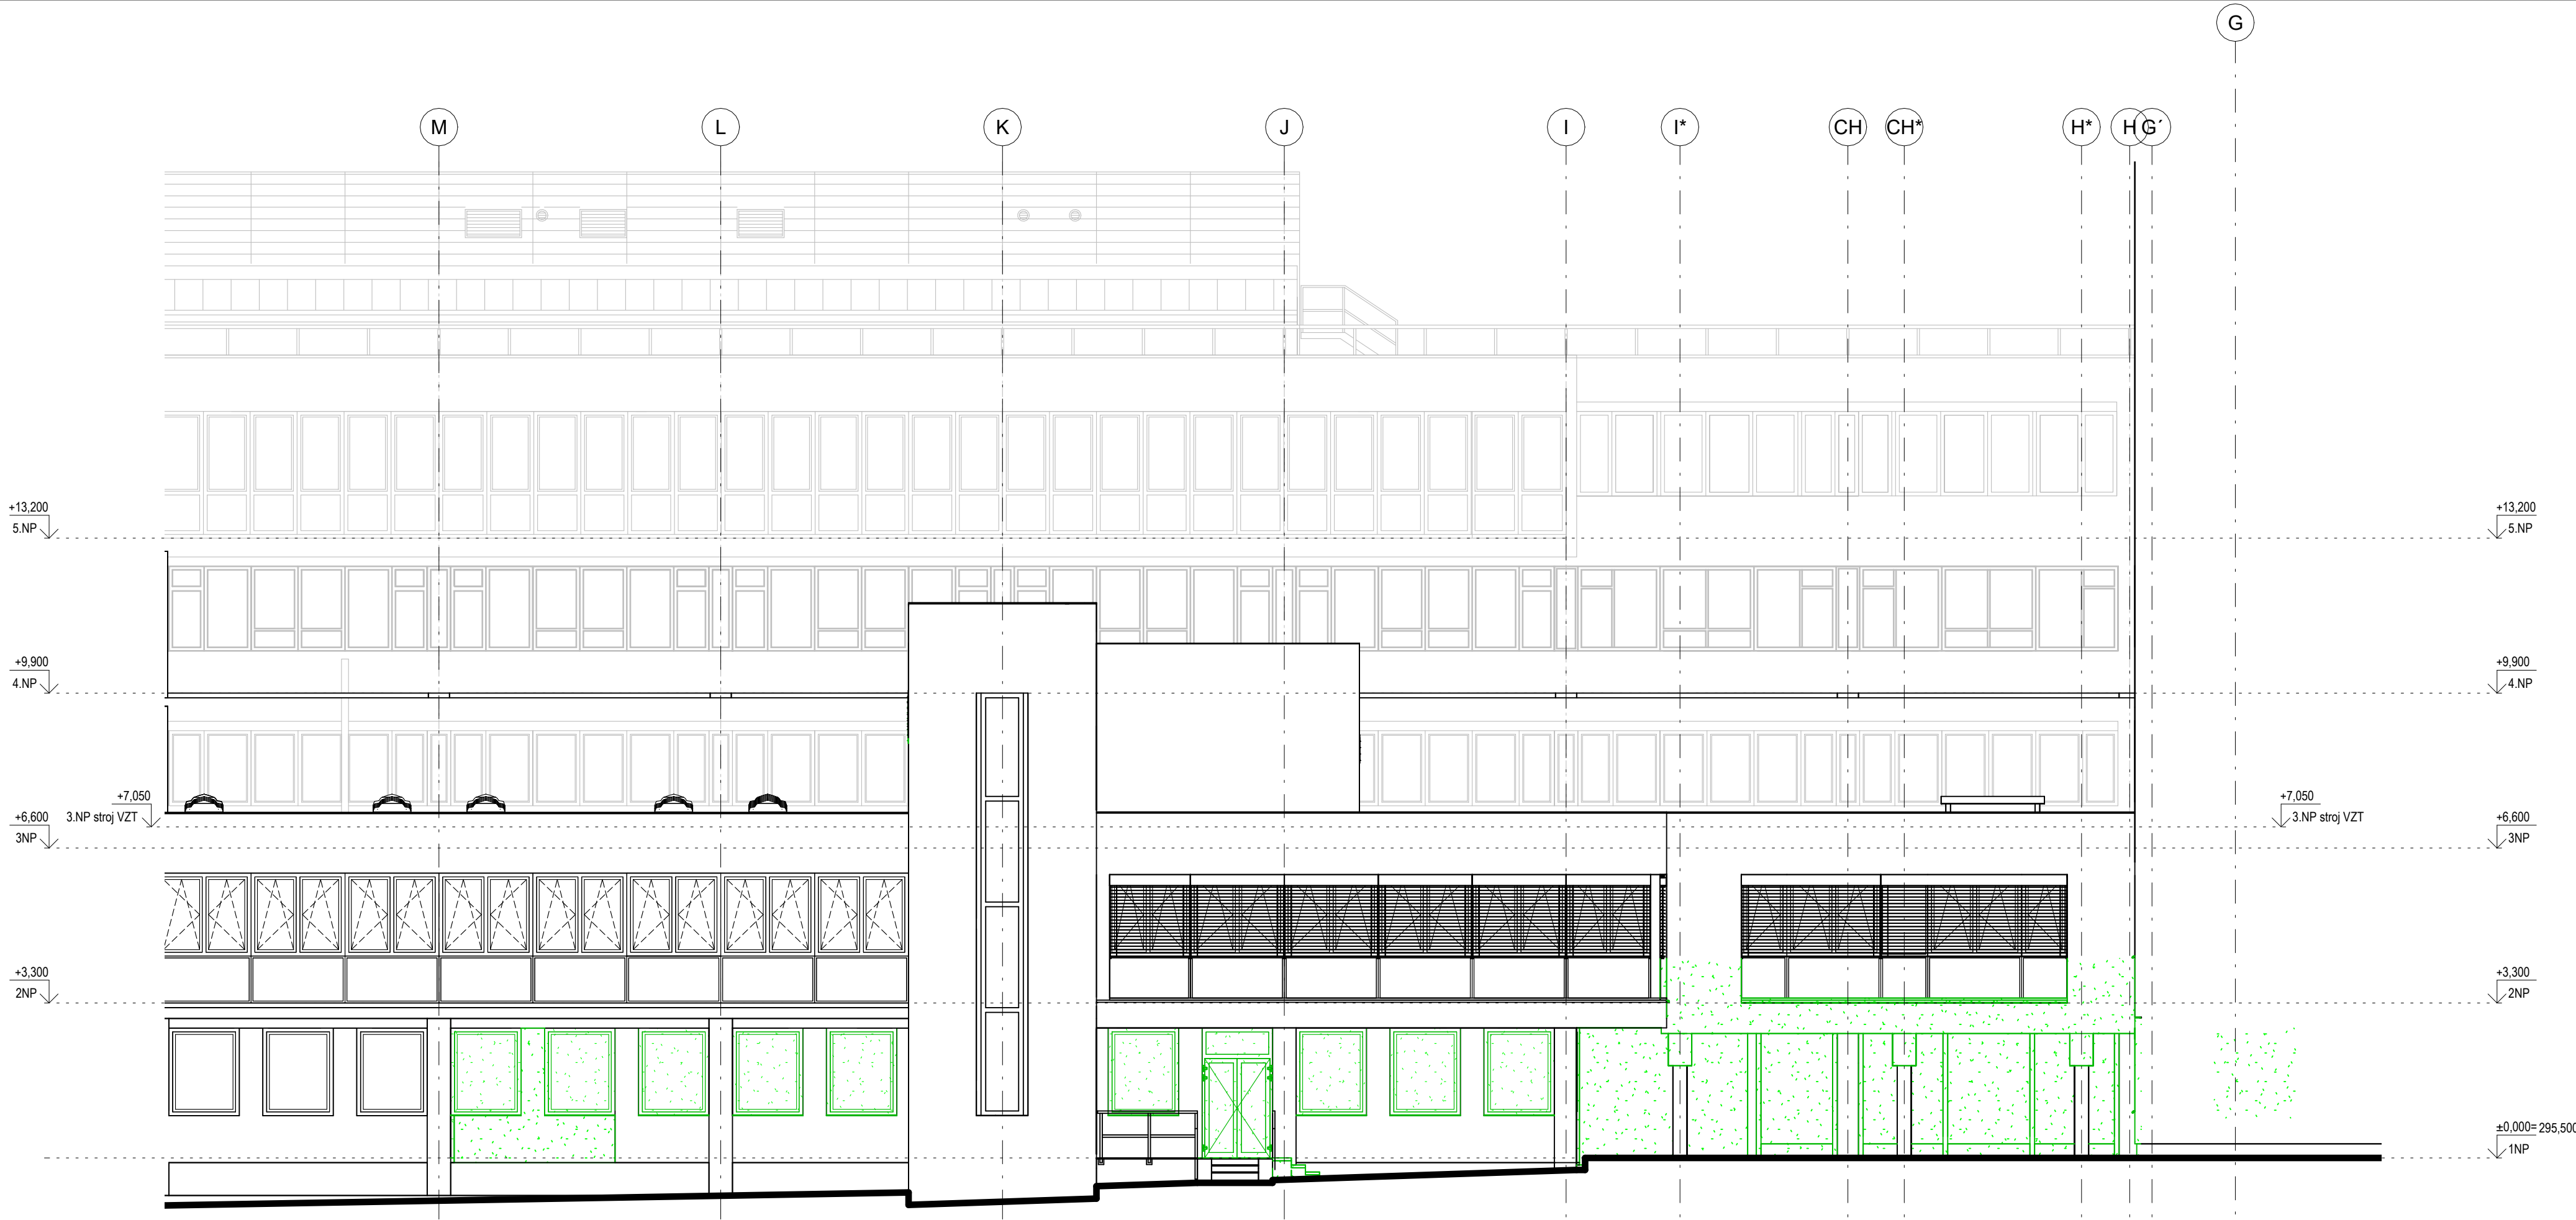 G
M
L
K
J
I
I*
CH
CH*
H*
H
G´
+13,200
5.NP
+13,200
5.NP
+9,900
4.NP
+9,900
4.NP
+7,050
3.NP stroj VZT
+7,050
3.NP stroj VZT
+6,600
3NP
+6,600
3NP
+3,300
2NP
+3,300
2NP
±0,000= 295,500
1NP